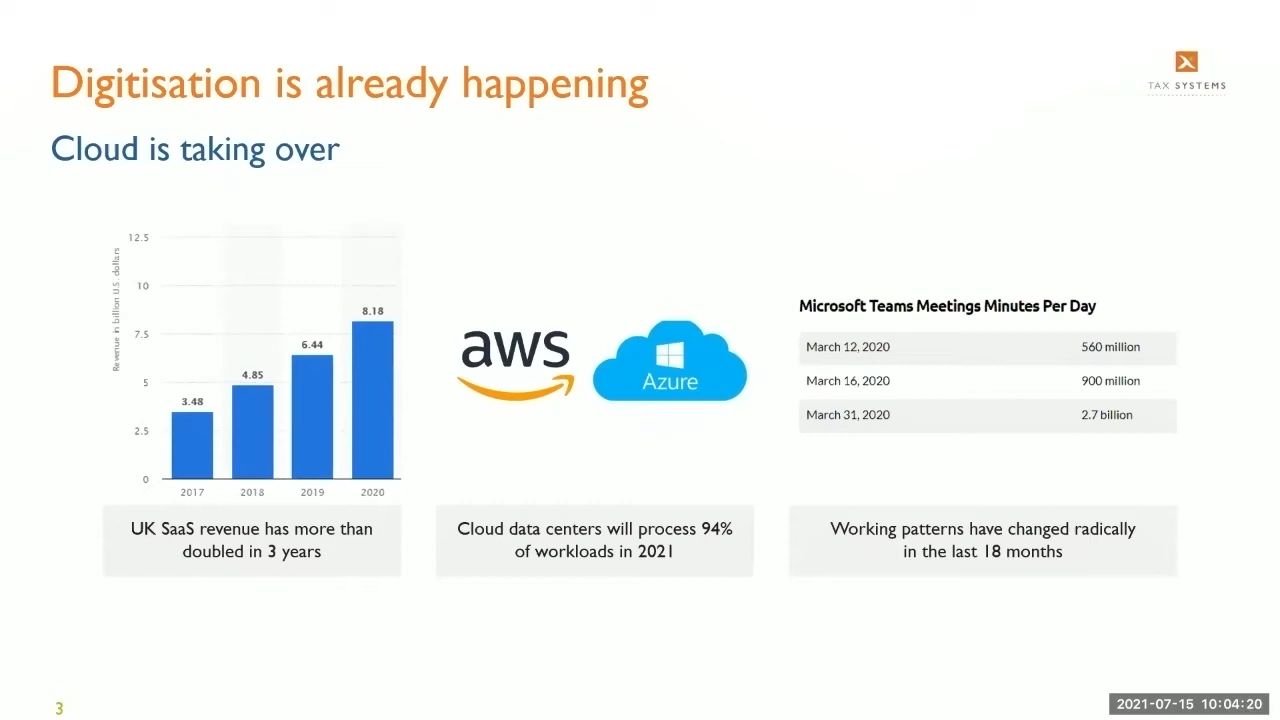 Digitisation is already happening
TAX SYSTEMS
Cloud is taking over
Revenue in billion U.S. dollars
12.5
10
7.5
5
2.5
0
3.48
4.85
6.44
8.18
2017 2018 2019 2020
UK SaaS revenue has more than
doubled in 3 years
aws
Azure
Cloud data centers will process 94%
of workloads in 2021
Microsoft Teams Meetings Minutes Per Day
March 12, 2020 560 million
March 16, 2020 900 million
March 31, 2020 2.7 billion
Working patterns have changed radically
in the last 18 months
3
2021-07-15 10:04:20